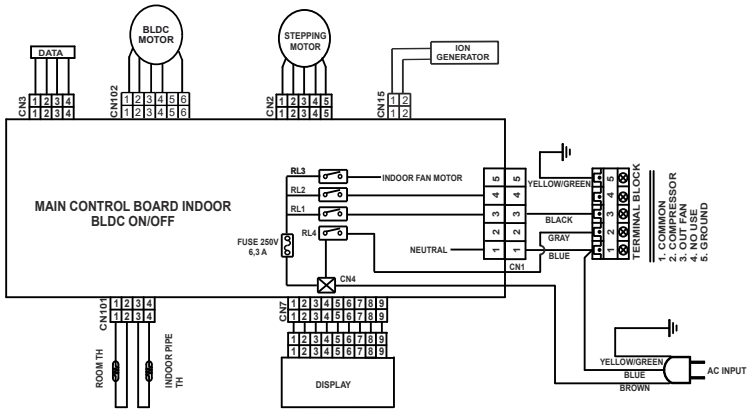 DATA
BLDC
MOTOR
STEPPING
MOTOR
ION
GENERATOR
CN3
1 2 3 4
1 2 3 4
CN102
1 2 3 4 5 6
1 2 3 4 5 6
CN2
1 2 3 4 5
1 2 3 4 5
CN15
1 2
1 2
MAIN CONTROL BOARD INDOOR
BLDC ON/OFF
RL3
INDOOR FAN MOTOR
RL2
RL1
RL4
FUSE 250V
6,3 A
NEUTRAL
CN4
5 5
4 4
3 3
2 2
1 1
CN1
YELLOW/GREEN
BLACK
GRAY
BLUE
5
4
3
2
1
TERMINAL BLOCK
1. COMMON
2. COMPRESSOR
3. OUT FAN
4. NO USE
5. GROUND
CN101
1 2 3 4
1 2 3 4
ROOM TH
INDOOR PIPE
TH
CN7
1 2 3 4 5 6 7 8 9
1 2 3 4 5 6 7 8 9
1 2 3 4 5 6 7 8 9
1 2 3 4 5 6 7 8 9
DISPLAY
YELLOW/GREEN
BLUE
BROWN
AC INPUT